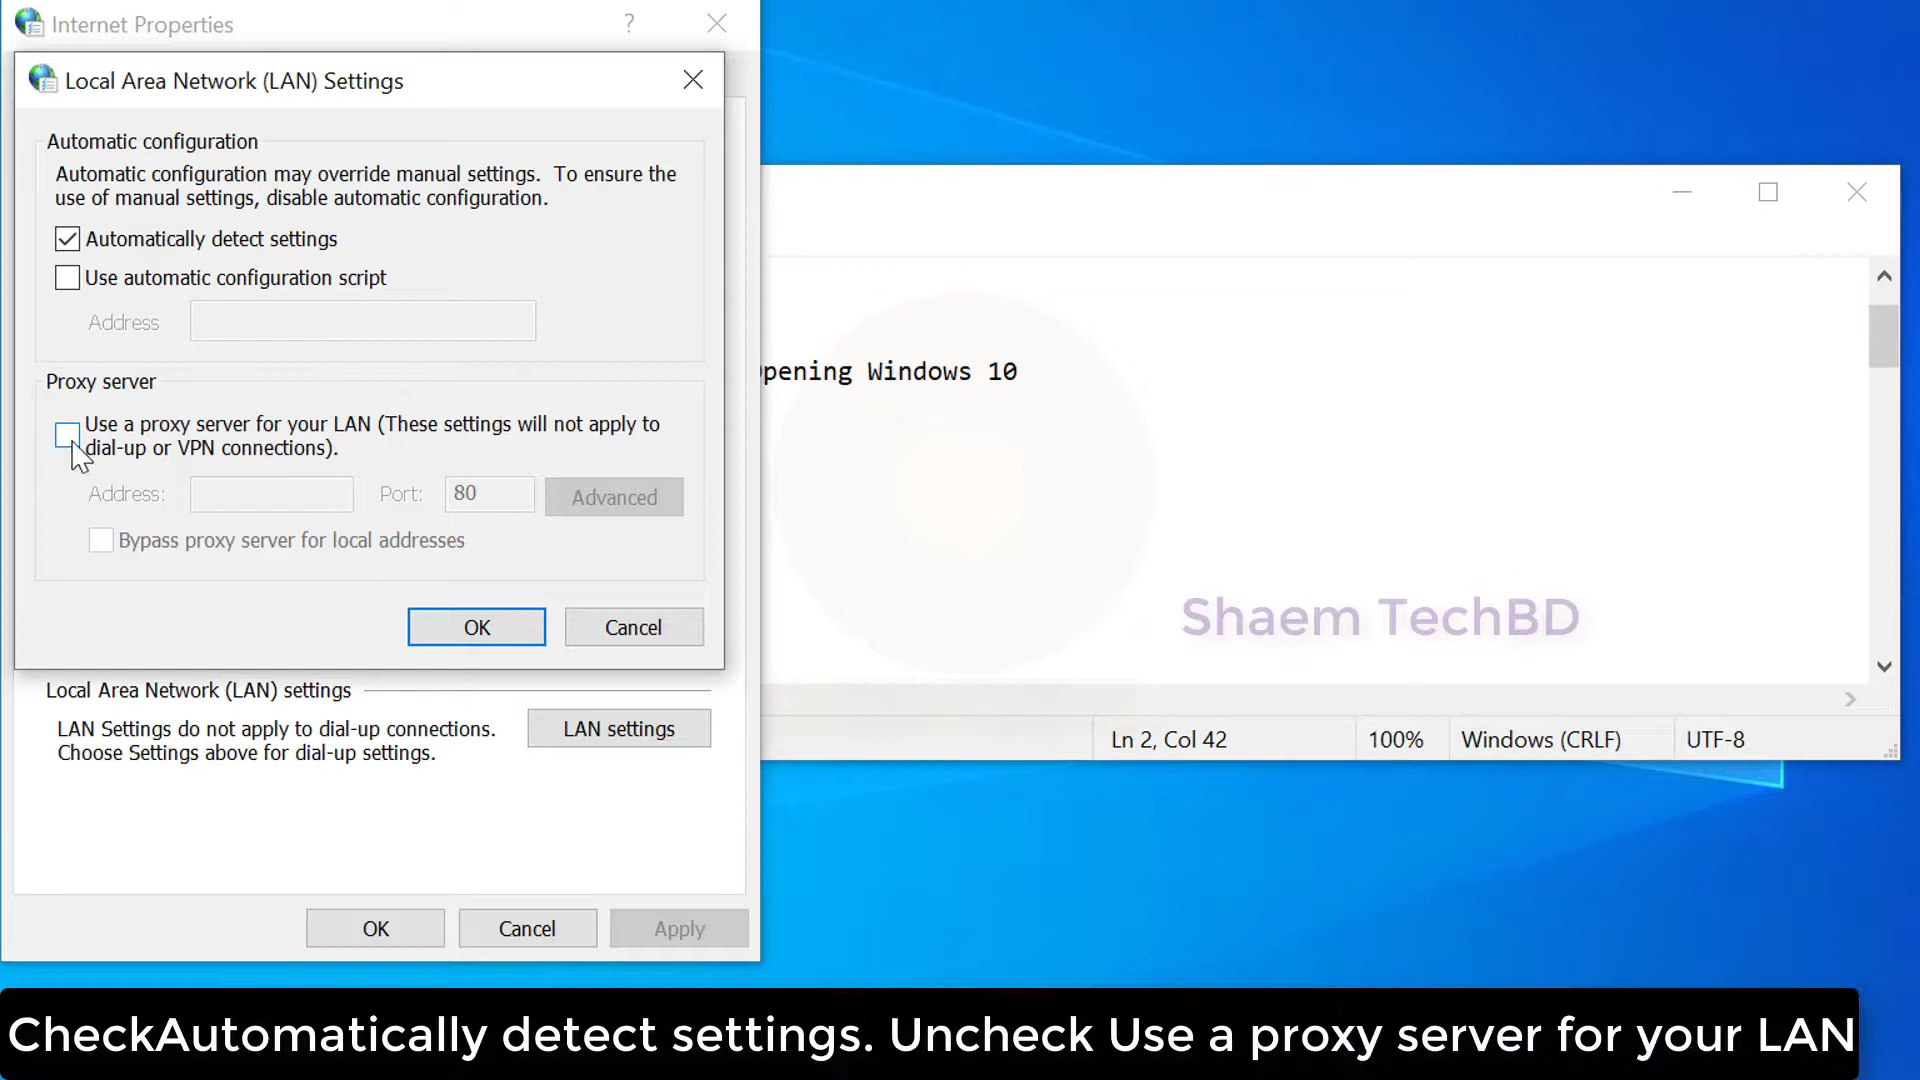 Internet Properties
?
Local Area Network (LAN) Settings
Automatic configuration
Automatic configuration may override manual settings. To ensure the
use of manual settings, disable automatic configuration.
Automatically detect settings
Use automatic configuration script
Address
Proxy server
Use a proxy server for your LAN (These settings will not apply to
dial-up or VPN connections).
Address:
Port:
80
Advanced
Bypass proxy server for local addresses
OK
Cancel
Local Area Network (LAN) settings
LAN Settings do not apply to dial-up connections.
Choose Settings above for dial-up settings.
LAN settings
OK
Cancel
Apply
pening Windows 10
Shaem TechBD
Ln 2, Col 42
100%
Windows (CRLF)
UTF-8
CheckAutomatically detect settings. Uncheck Use a proxy server for your LAN